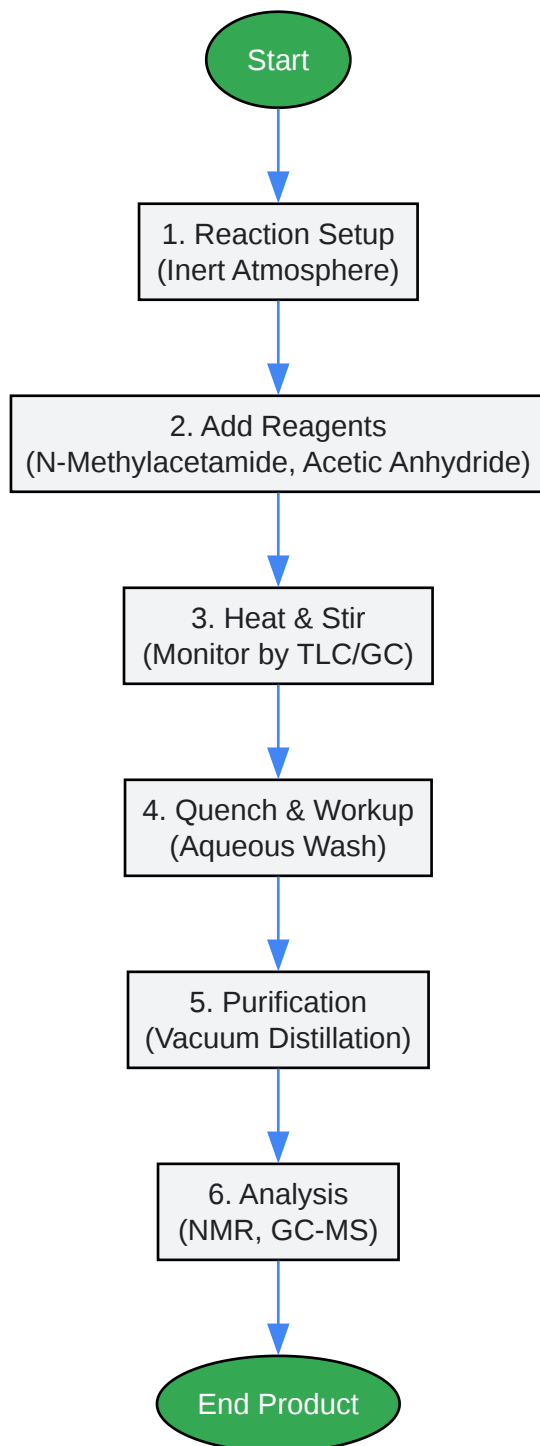 Start
1. Reaction Setup
(Inert Atmosphere)
2. Add Reagents
(N-Methylacetamide, Acetic Anhydride)
3. Heat & Stir
(Monitor by TLC/GC)
4. Quench & Workup
(Aqueous Wash)
5. Purification
(Vacuum Distillation)
6. Analysis
(NMR, GC-MS)
End Product